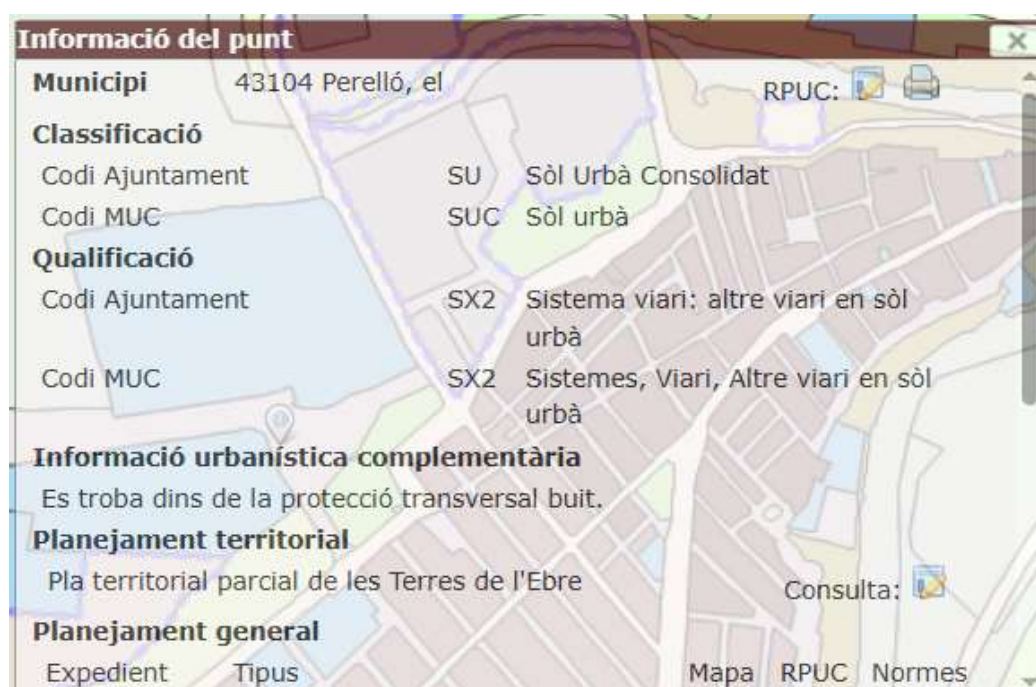 Informació del punt
Municipi 43104 Perelló, el RPUC:
Classificació
Codi Ajuntament SU Sòl Urbà Consolidat
Codi MUC SUC Sòl urbà
Qualificació
Codi Ajuntament SX2 Sistema viari: altre viari en sòl
urbà
Codi MUC SX2 Sistemes, Viari, Altre viari en sòl
urbà
Informació urbanística complementària
Es troba dins de la protecció transversal buit.
Planejament territorial
Pla territorial parcial de les Terres de l'Ebre Consulta:
Planejament general
Expedient Tipus Mapa RPUC Normes